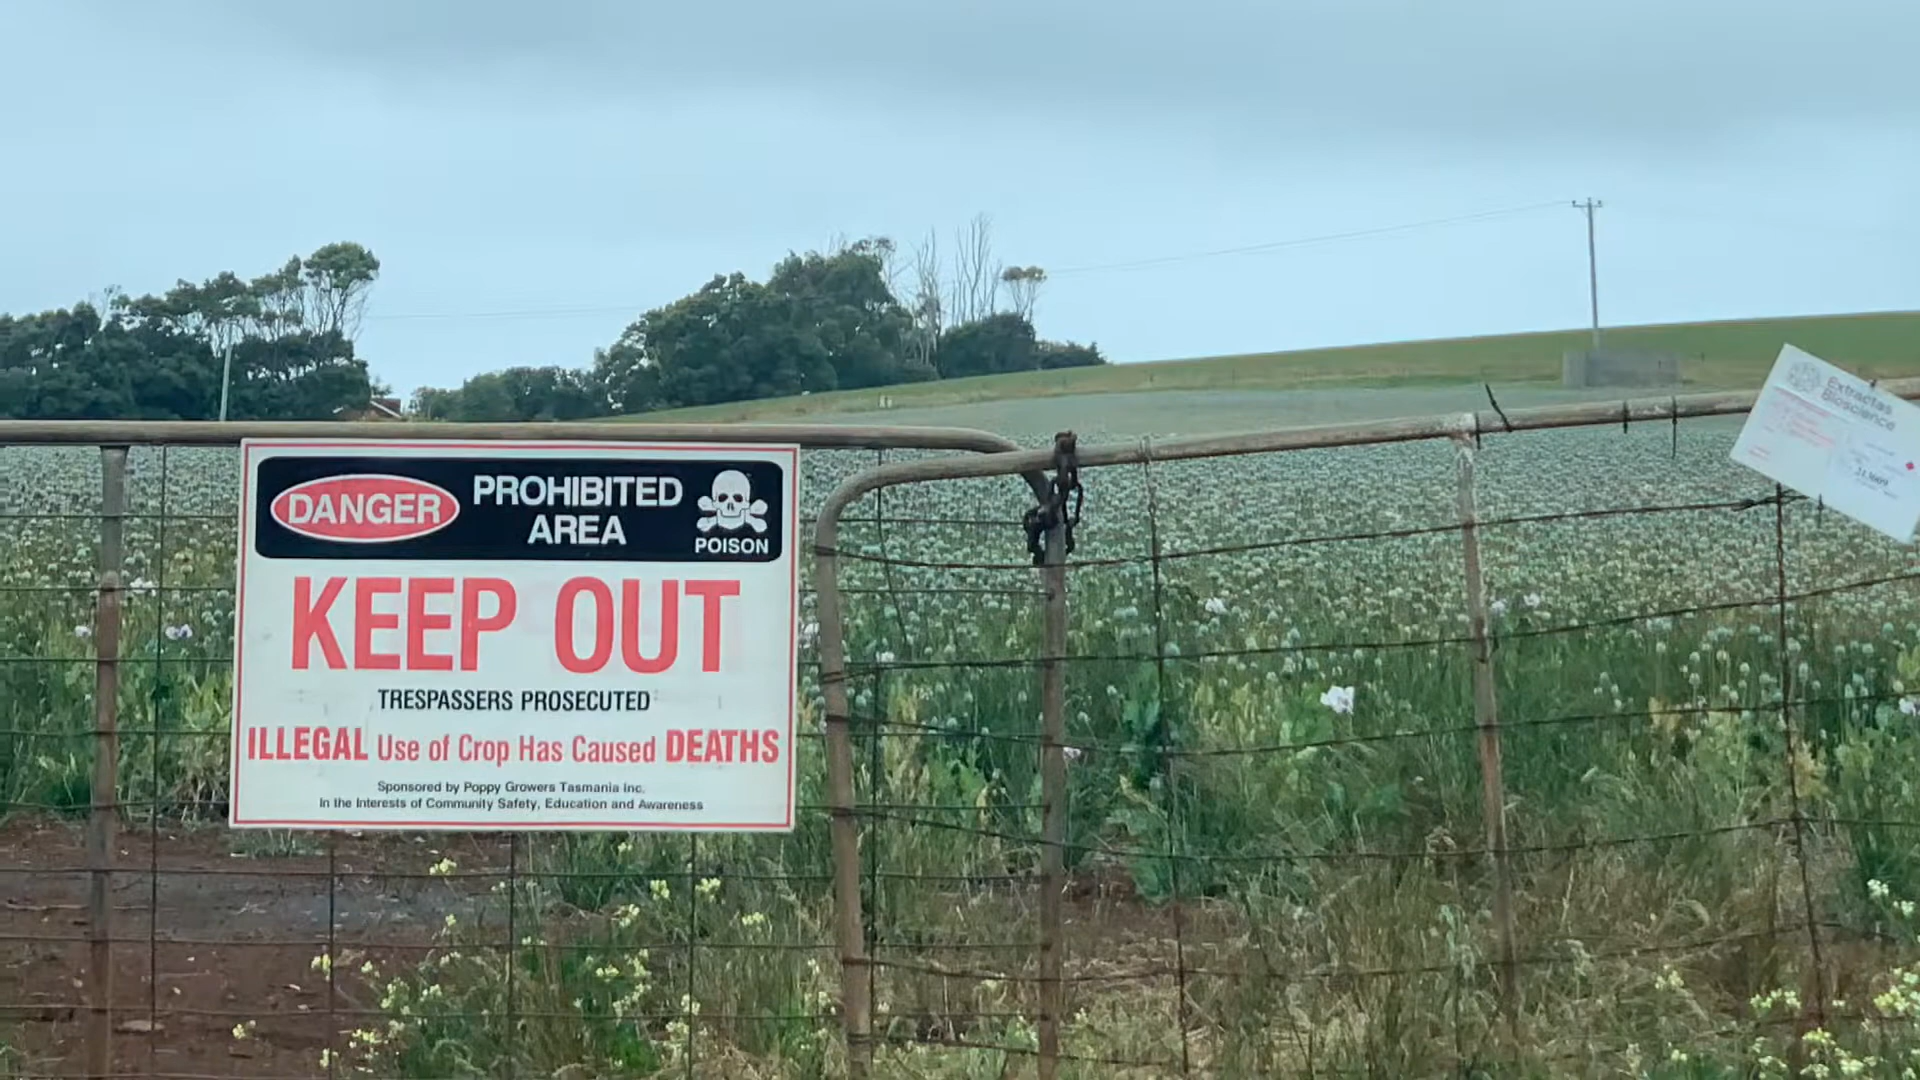 DANGER
PROHIBITED
AREA
POISON
KEEP OUT
TRESPASSERS PROSECUTED
ILLEGAL Use of Crop Has Caused DEATHS
Sponsored by Poppy Growers Tasmania Inc.
In the Interests of Community Safety, Education and Awareness
Extractas
Bioscience